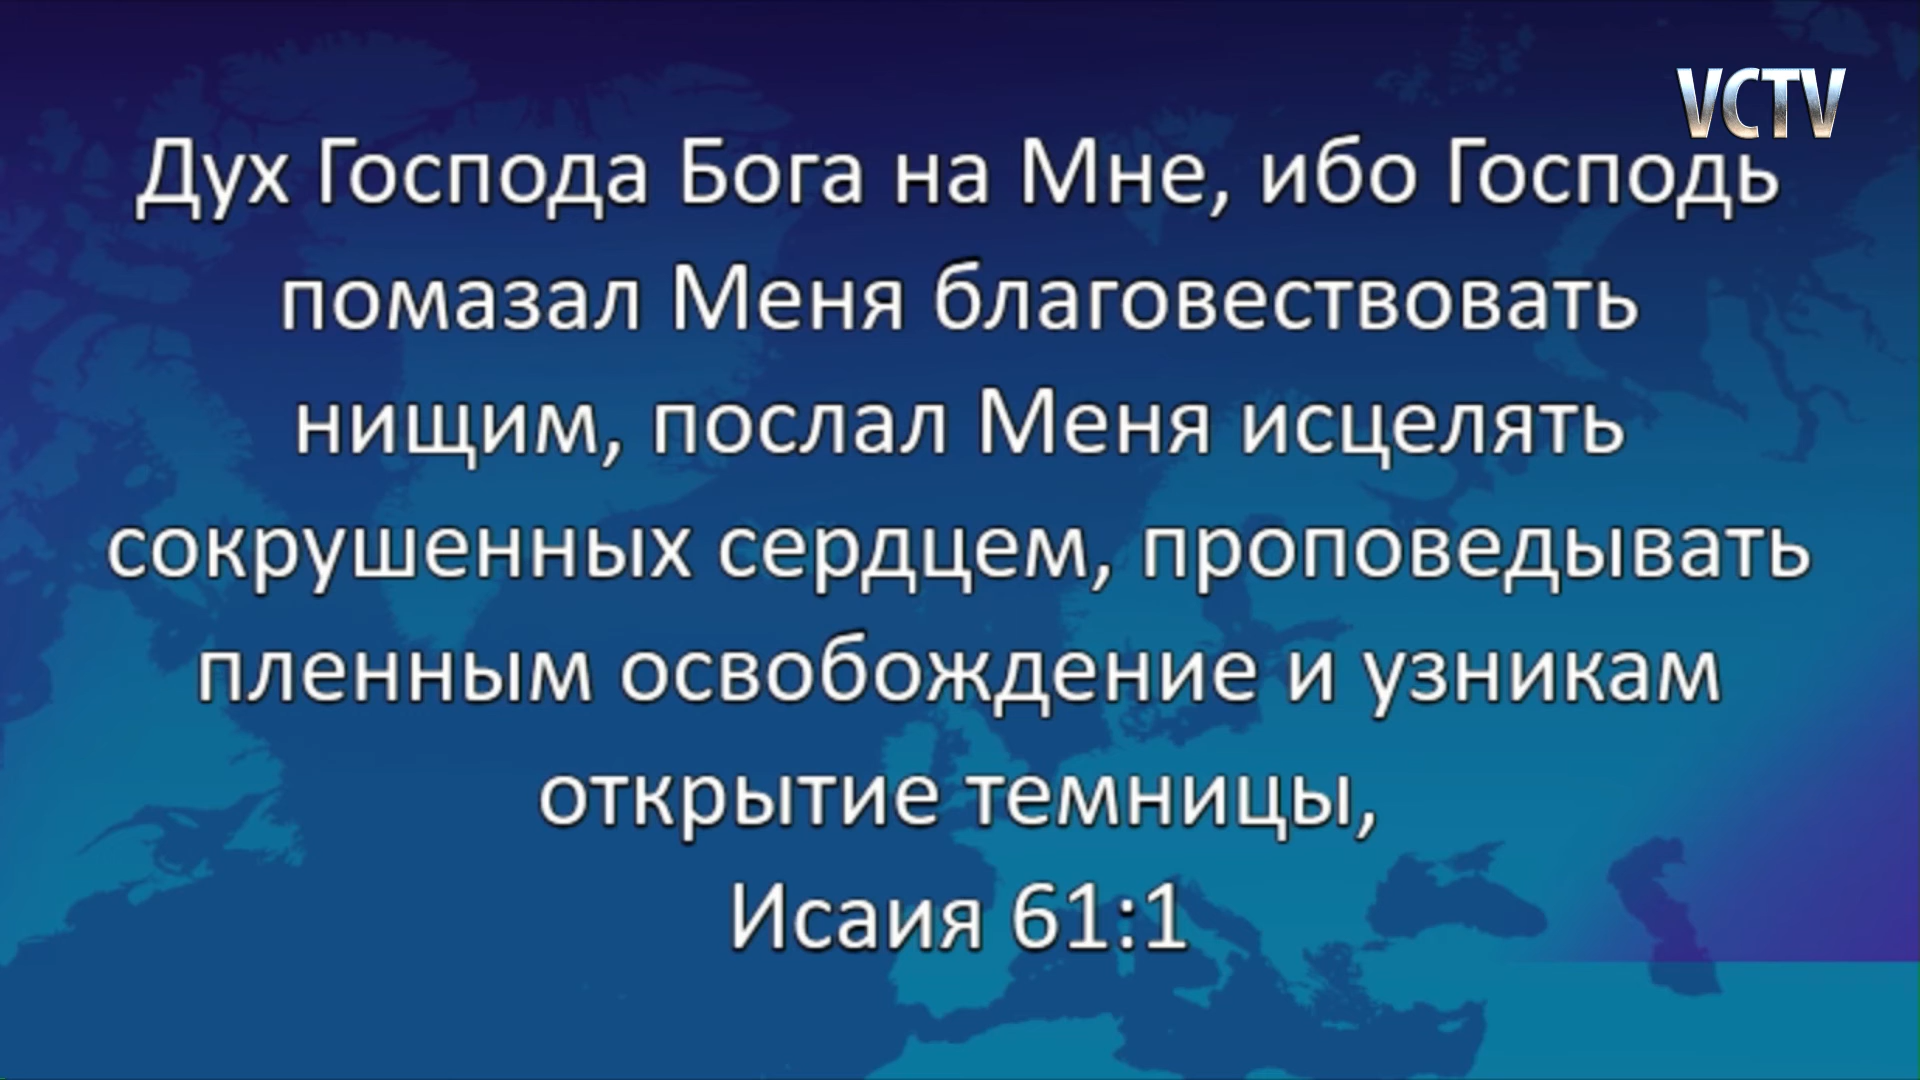 VCTV
Дух Господа Бога на Мне, ибо Господь
помазал Меня благовествовать
нищим, послал Меня исцелять
сокрушенных сердцем, проповедывать
пленным освобождение и узникам
открытие темницы,
Исаия 61:1